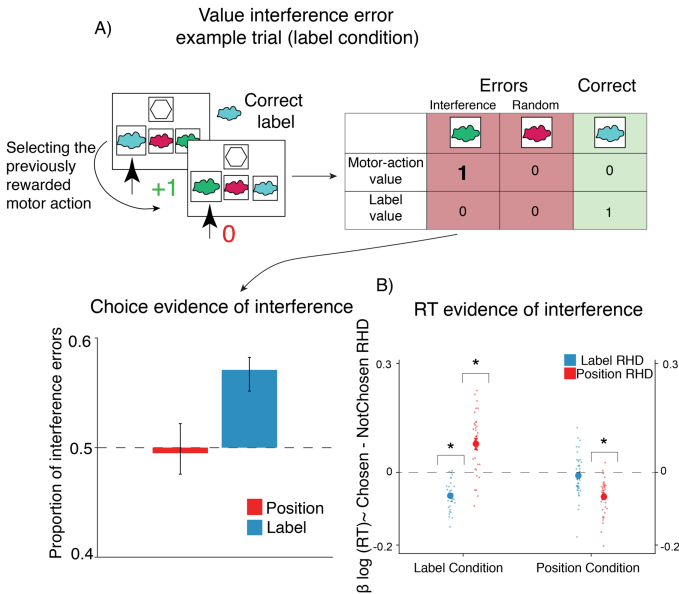 A)
Value interference error
example trial (label condition)
Correct
label
Selecting the
previously
rewarded
motor action
+1
0
Errors
Correct
Interference
Random
Motor-action
value
1
0
0
Label
value
0
0
1
Choice evidence of interference
Proportion of interference errors
0.6
0.5
0.4
Position
Label
B)
RT evidence of interference
β log (RT)~ Chosen - NotChosen RHD
Label RHD
Position RHD
0.3
0
-0.2
0.3
0
-0.2
*
*
*
Label Condition
Position Condition